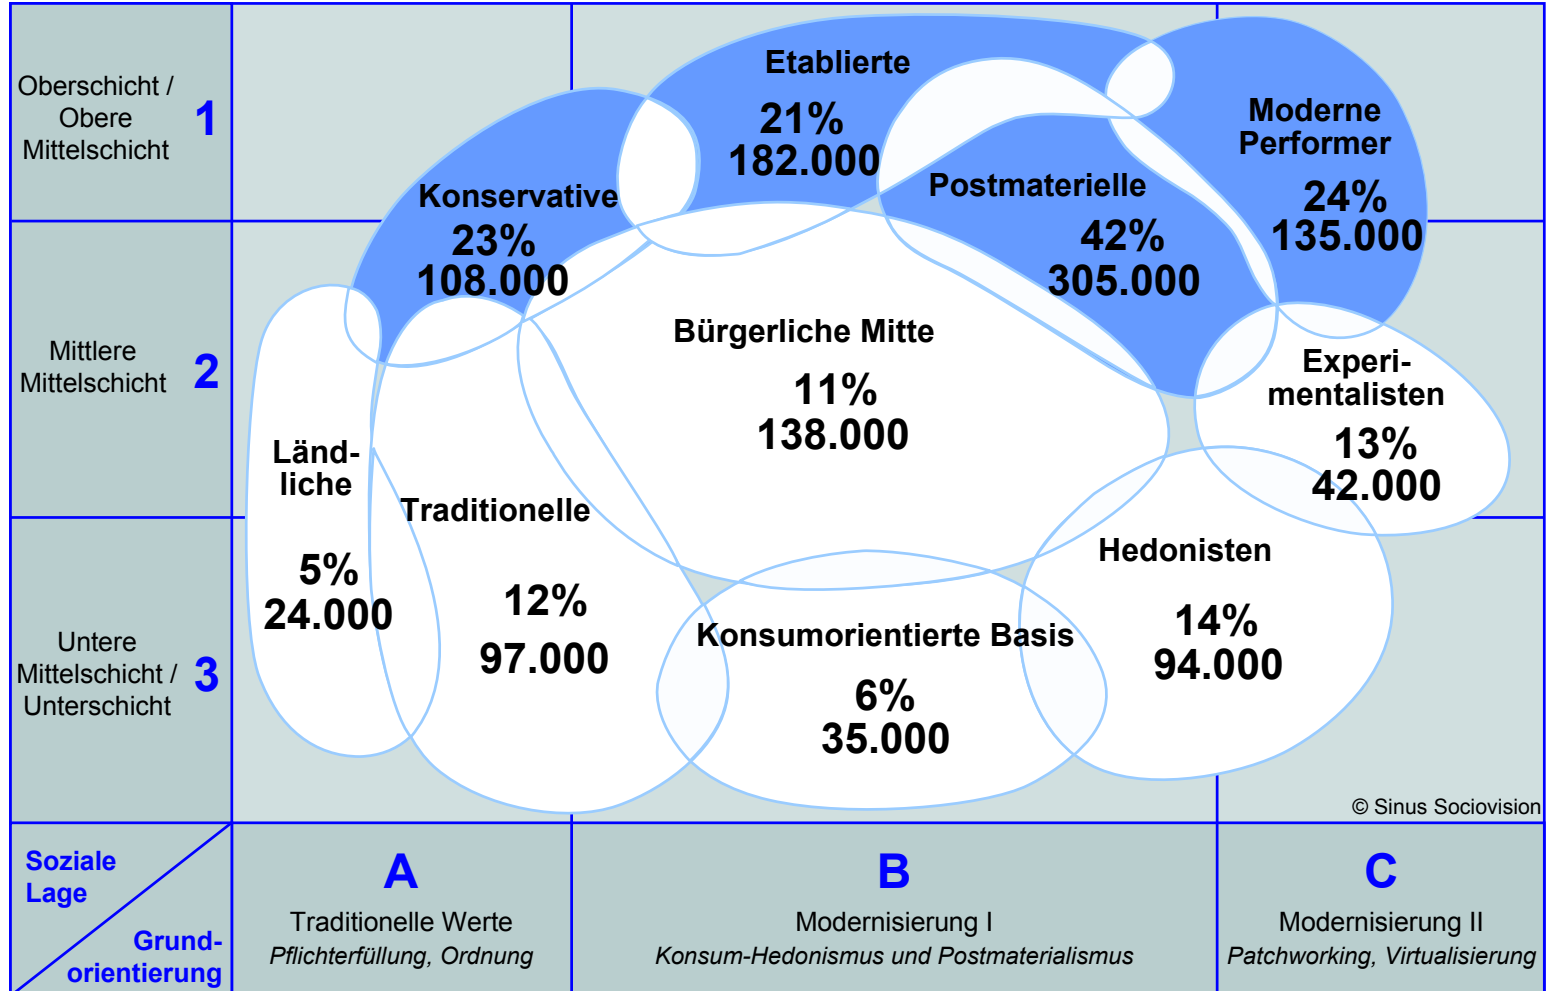 Oberschicht /
Obere
Mittelschicht
1
Etablierte
21%
182.000
Moderne
Performer
24%
135.000
Konservative
23%
108.000
Postmaterielle
42%
305.000
Mittlere
Mittelschicht
2
Bürgerliche Mitte
11%
138.000
Experi-
mentalisten
13%
42.000
Länd-
liche
5%
24.000
Traditionelle
12%
97.000
Hedonisten
14%
94.000
Untere
Mittelschicht /
Unterschicht
3
Konsumorientierte Basis
6%
35.000
© Sinus Sociovision
Soziale
Lage
Grund-
orientierung
A
Traditionelle Werte
Pflichterfüllung, Ordnung
B
Modernisierung I
Konsum-Hedonismus und Postmaterialismus
C
Modernisierung II
Patchworking, Virtualisierung